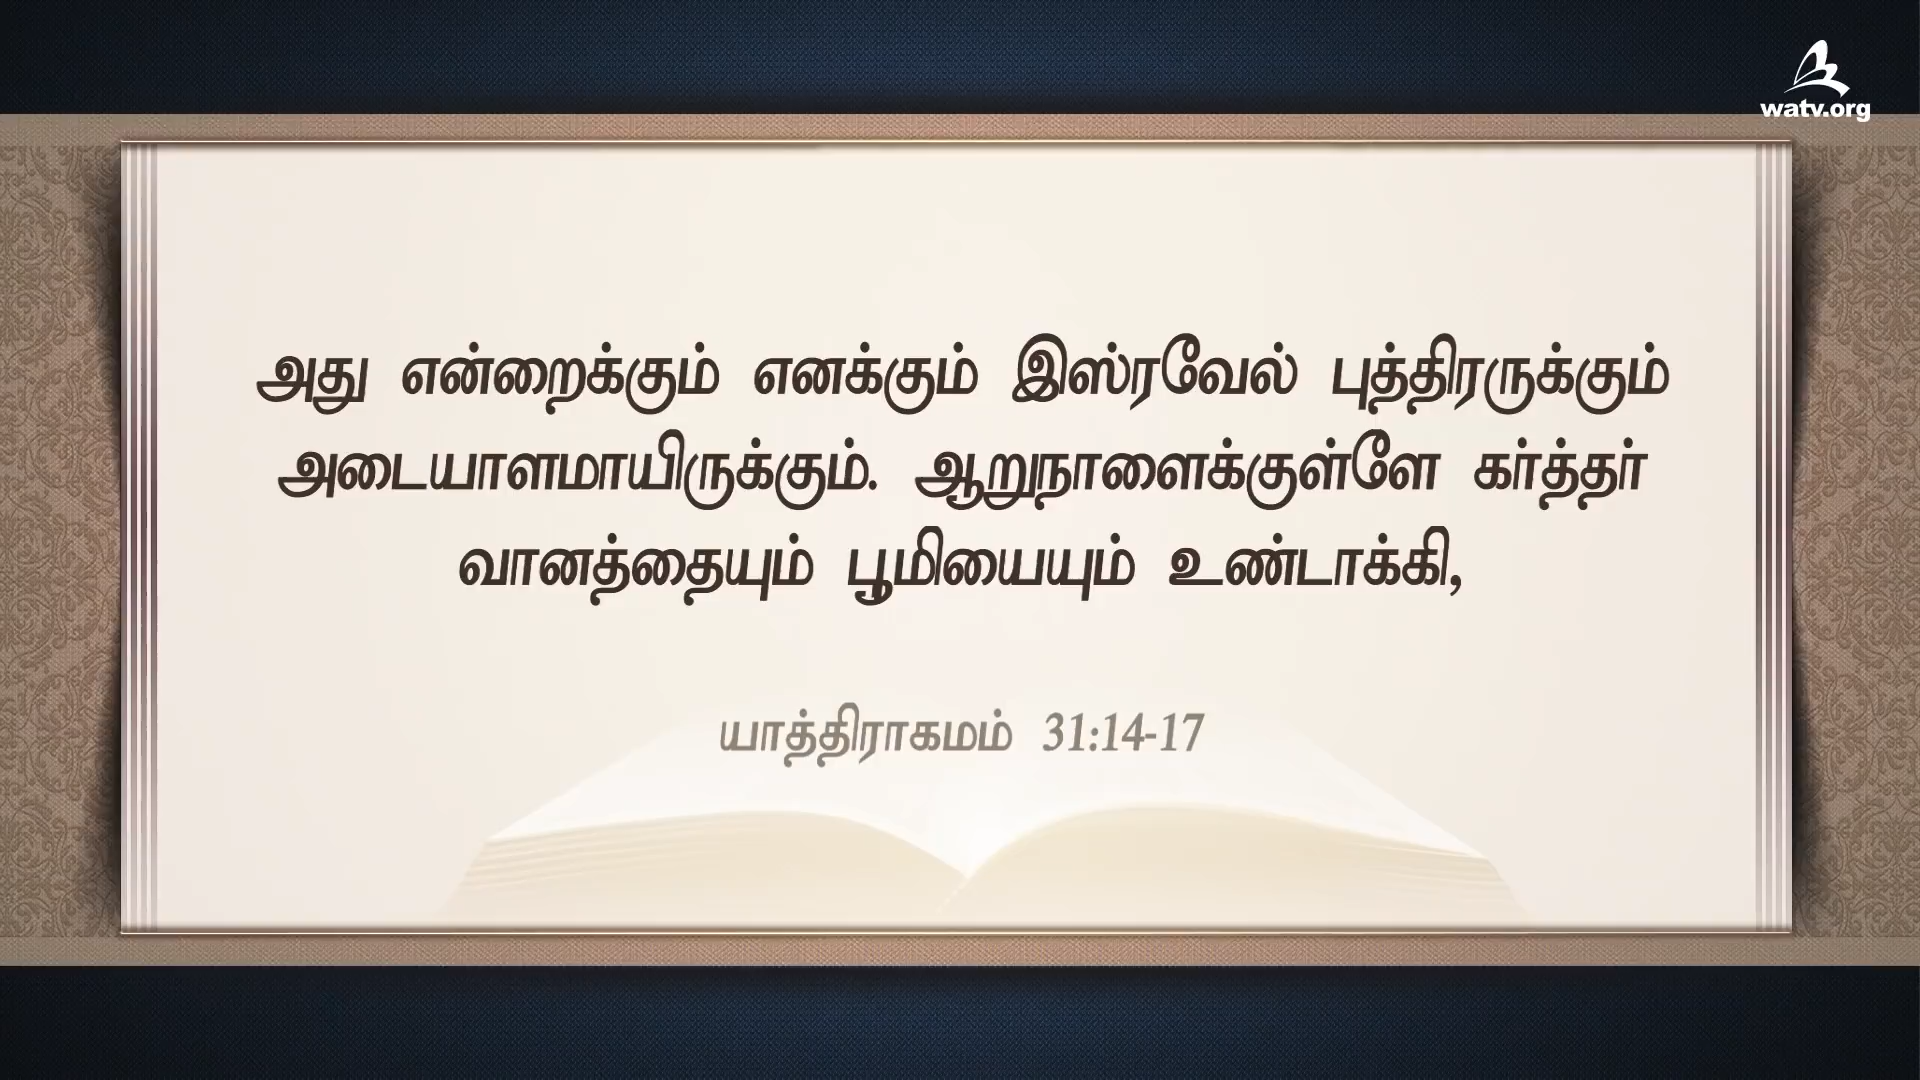 watv.org
அது என்றைக்கும் எனக்கும் இஸ்ரவேல் புத்திரருக்கும்
அடையாளமாயிருக்கும். ஆறுநாளைக்குள்ளே கர்த்தர்
வானத்தையும் பூமியையும் உண்டாக்கி,
யாத்திராகமம் 31:14-17